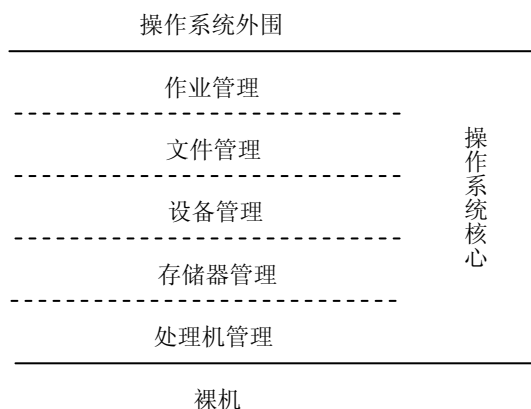 操作系统外围
作业管理
文件管理
设备管理
存储器管理
处理机管理
操作系统核心
裸机